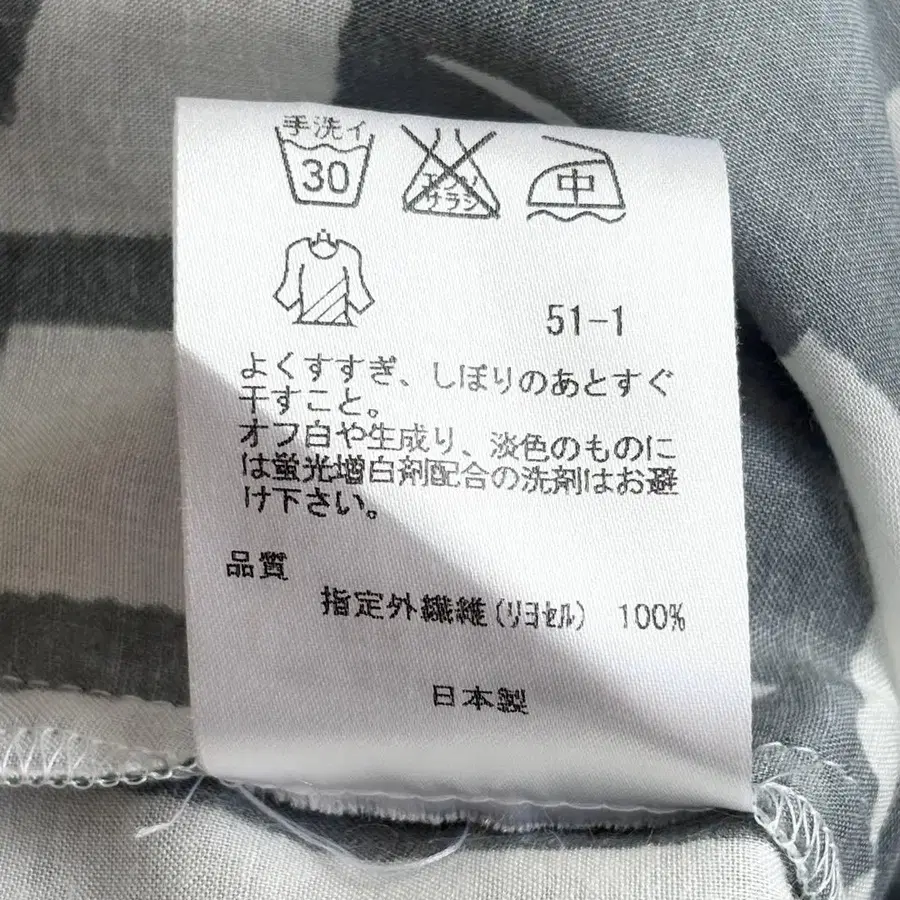 手洗イ
30
エンソ
サラシ
中
51-1
よくすすぎ、しぼりのあとすぐ
干すこと。
オフ白や生成り、淡色のものに
は蛍光増白剤配合の洗剤はお避
け下さい。
品質
指定外繊維(リヨセル) 100%
日本製